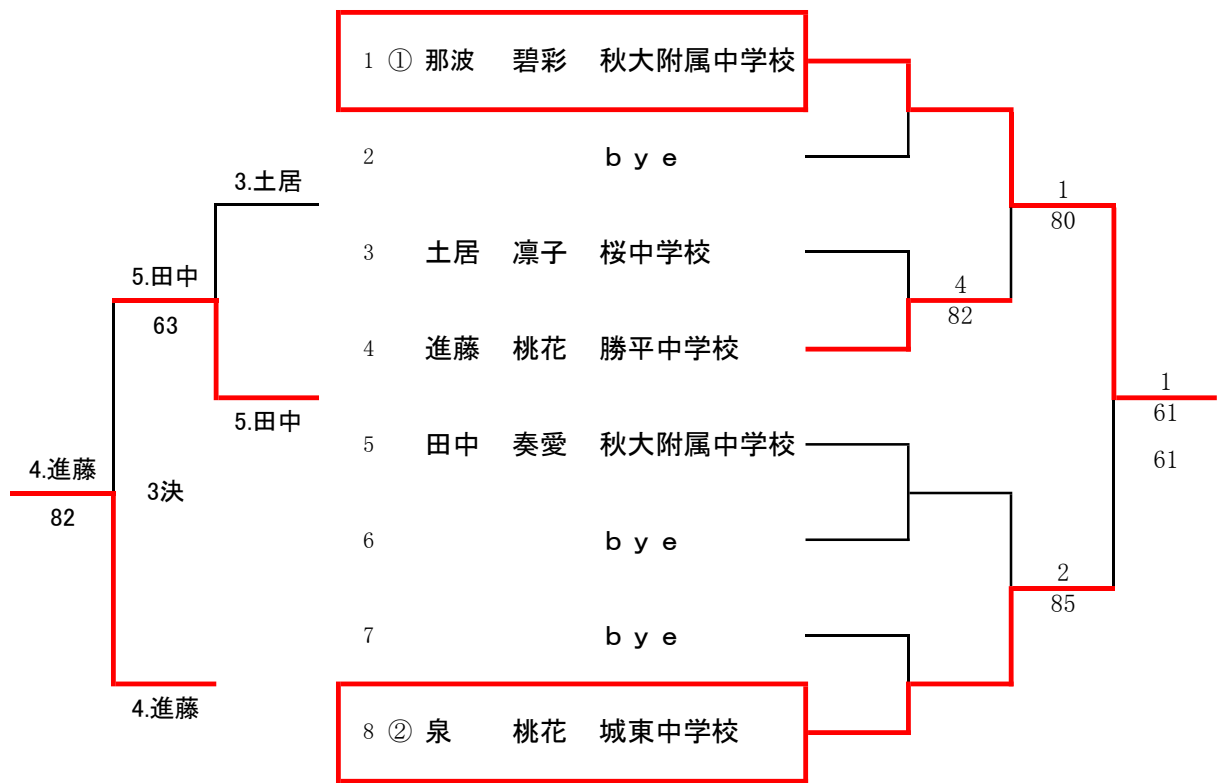 1 ① 那波 碧彩 秋大附属中学校
2 ｂｙｅ
3.土居
1
80
3 土居 凛子 桜中学校
5.田中
63
4
82
4 進藤 桃花 勝平中学校
1
61
61
5.田中
5 田中 奏愛 秋大附属中学校
4.進藤
82
3決
6 ｂｙｅ
2
85
7 ｂｙｅ
4.進藤
8 ② 泉 桃花 城東中学校